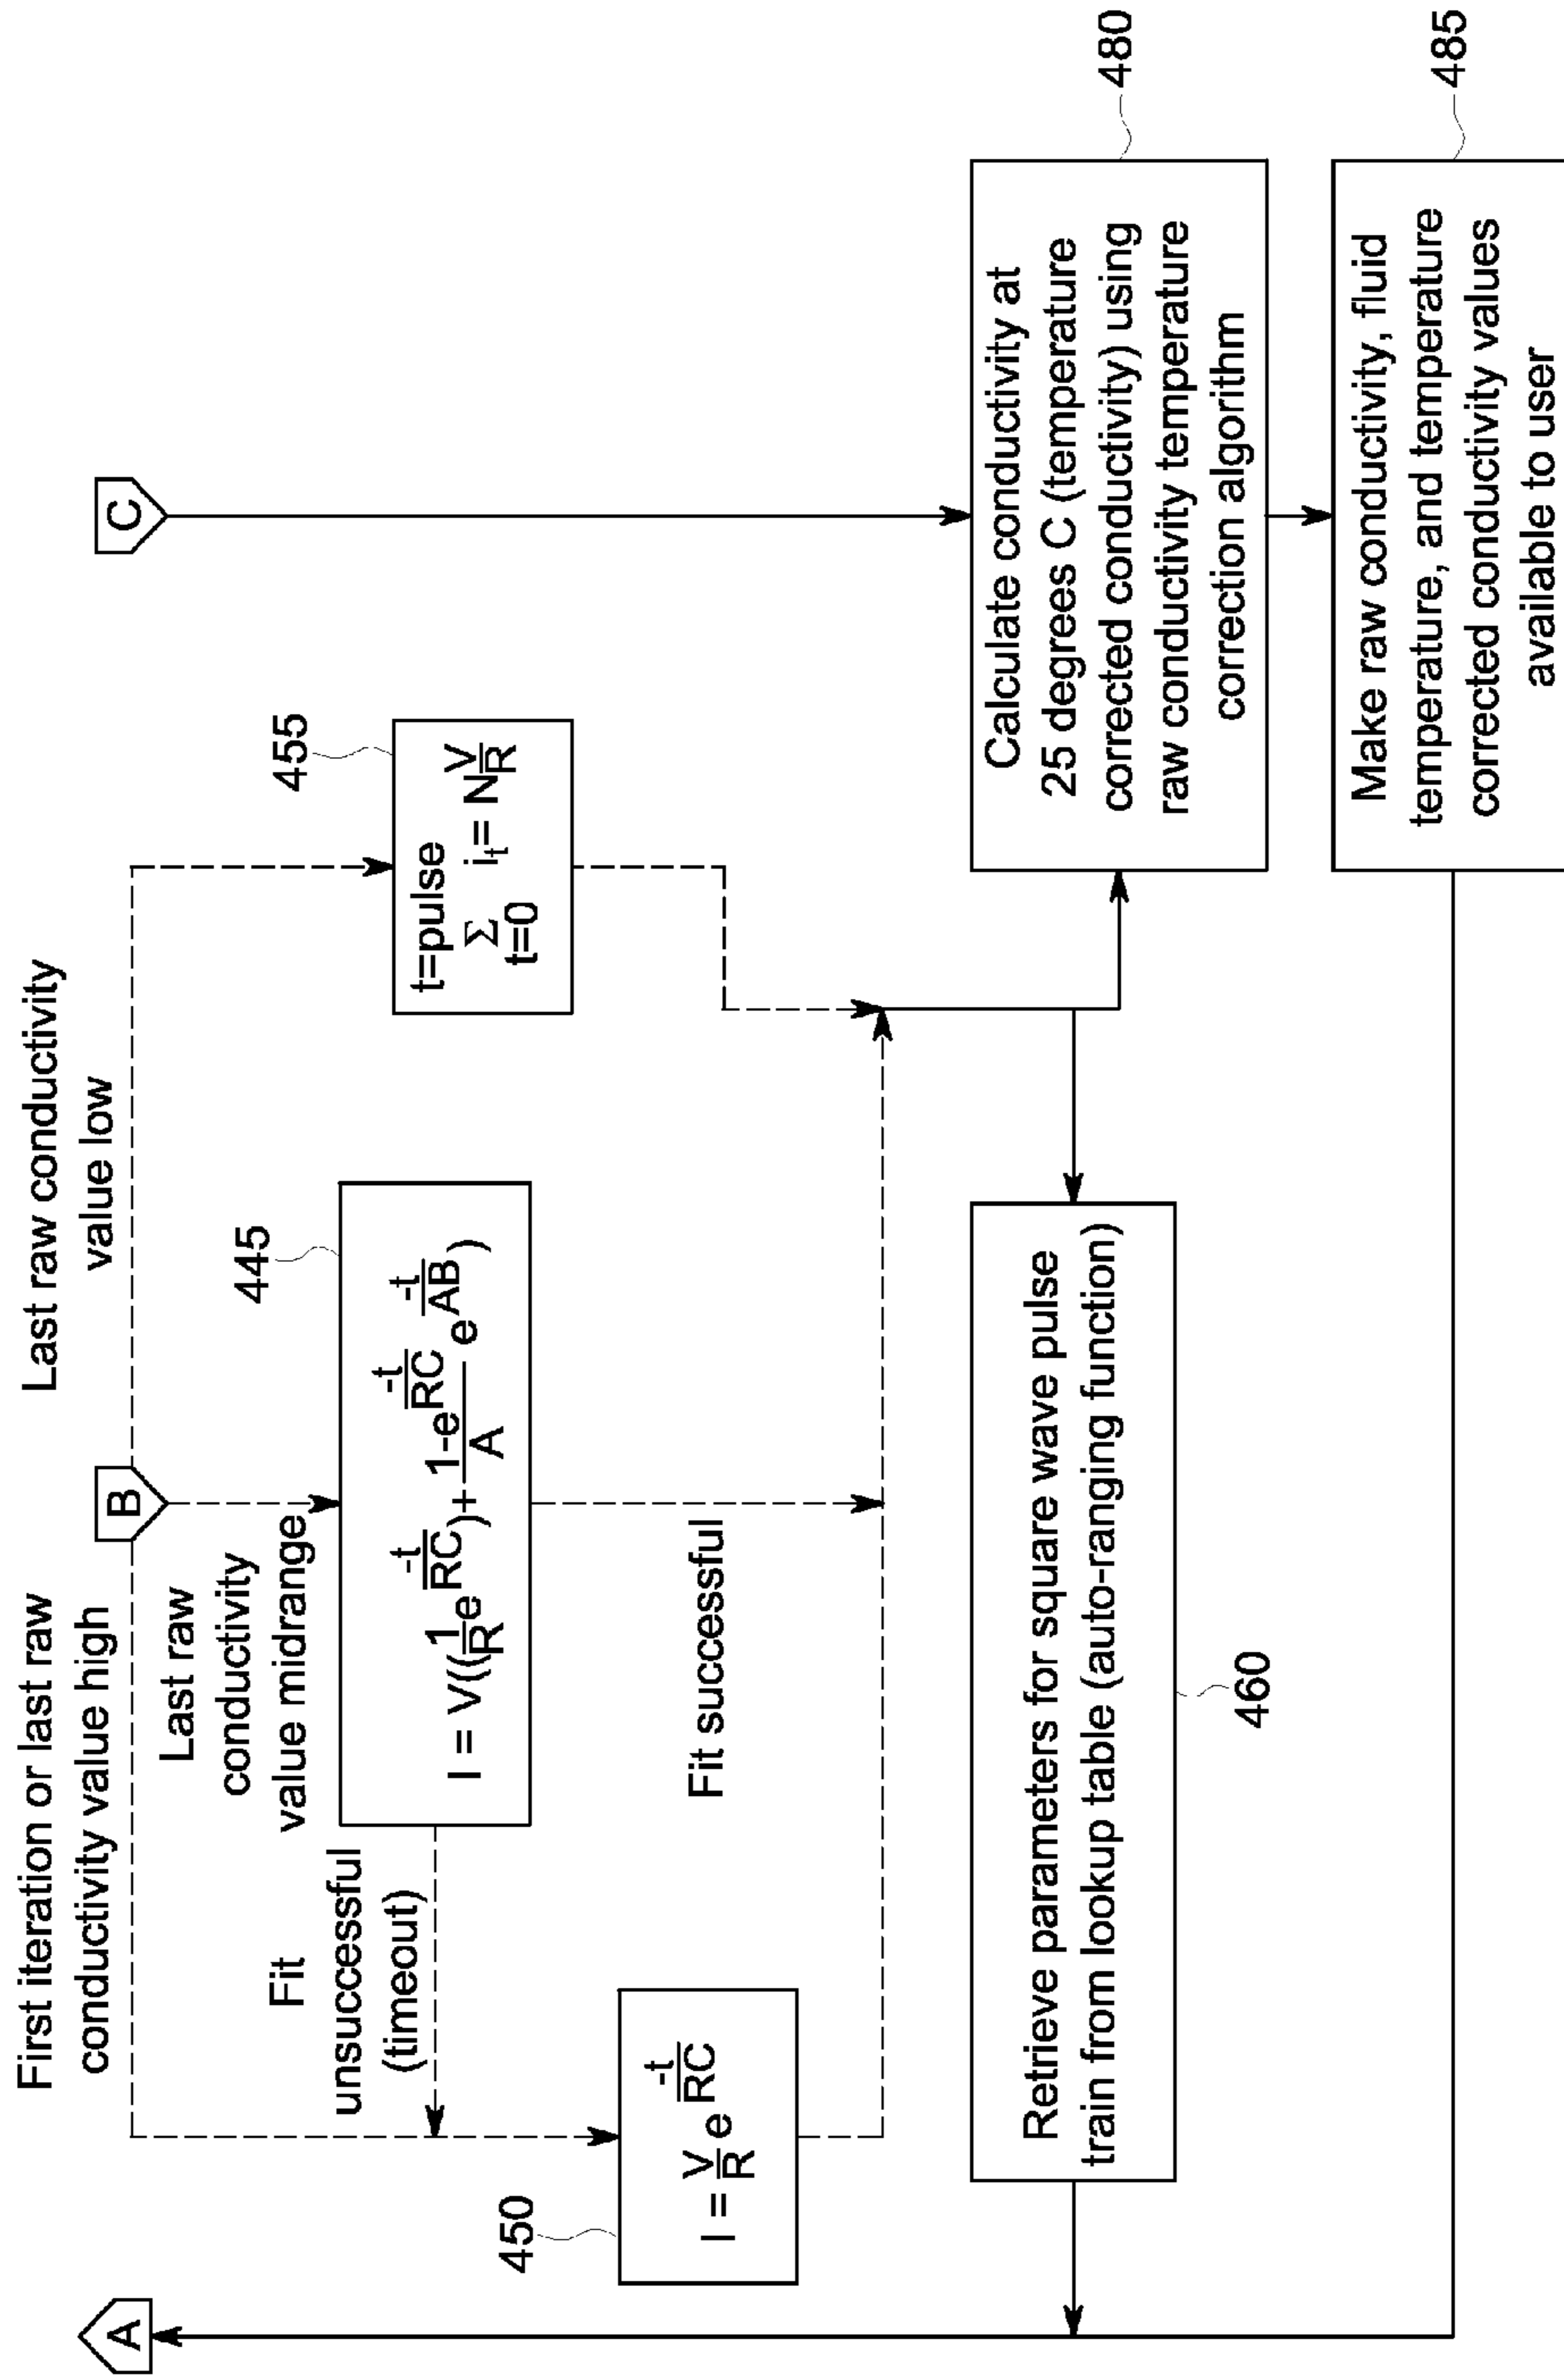 A
B
C
First iteration or last raw
conductivity value high
Last raw conductivity
value low
Last raw
conductivity
value midrange
445
I = V((1/R e -t/RC)+ 1-e -t/RC / A e -t/AB)
455
t=pulse
Σ i_t = N V/R
t=0
Fit
unsuccessful
(timeout)
450
I = V/R e -t/RC
Fit successful
Retrieve parameters for square wave pulse
train from lookup table (auto-ranging function)
460
Calculate conductivity at
25 degrees C (temperature
corrected conductivity) using
raw conductivity temperature
correction algorithm
480
Make raw conductivity, fluid
temperature, and temperature
corrected conductivity values
available to user
485